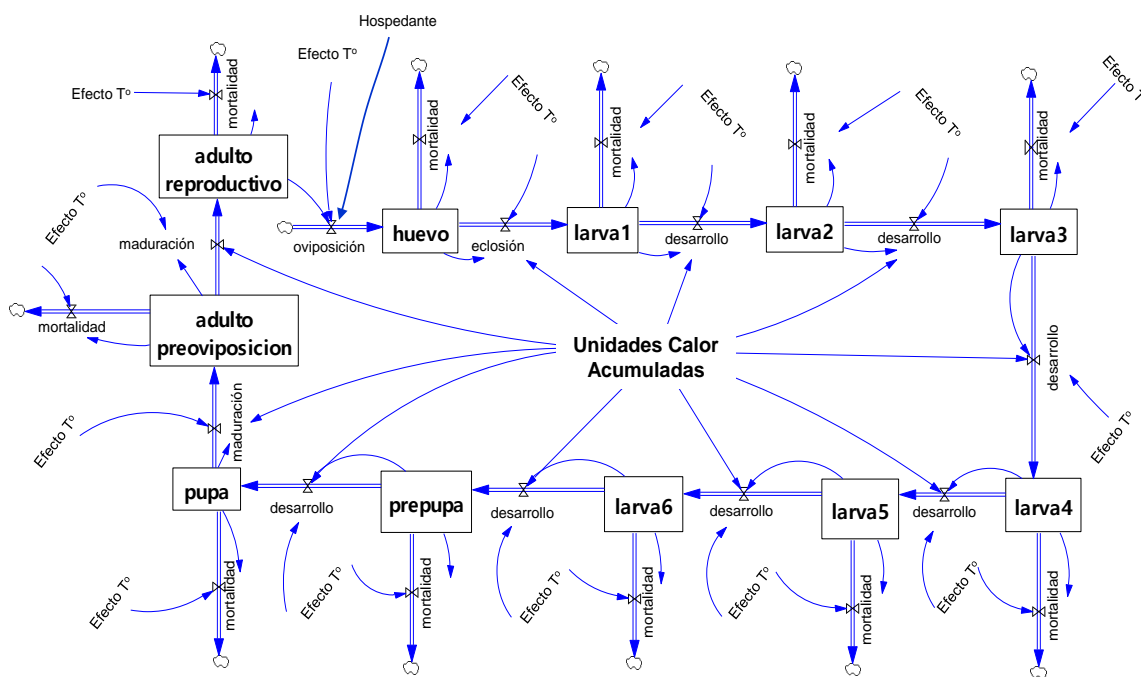 Hospedante
Efecto Tº
Efecto Tº
mortalidad
adulto
reproductivo
Efecto Tº
maduración
mortalidad
adulto
preoviposicion
oviposición
huevo
mortalidad
Efecto Tº
eclosión
larva1
mortalidad
Efecto Tº
desarrollo
larva2
mortalidad
Efecto Tº
desarrollo
larva3
mortalidad
Efecto Tº
Unidades Calor
Acumuladas
desarrollo
Efecto Tº
Efecto Tº
maduración
pupa
mortalidad
Efecto Tº
desarrollo
prepupa
mortalidad
Efecto Tº
desarrollo
larva6
mortalidad
Efecto Tº
desarrollo
larva5
mortalidad
Efecto Tº
desarrollo
larva4
mortalidad
Efecto Tº